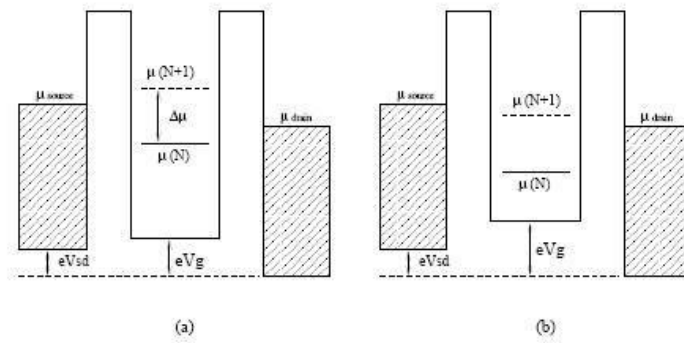 μ (N+1)
μ source
Δμ
μ drain
μ (N)
eVsd
eVg
(a)
μ source
μ (N+1)
μ drain
μ (N)
eVsd
eVg
(b)